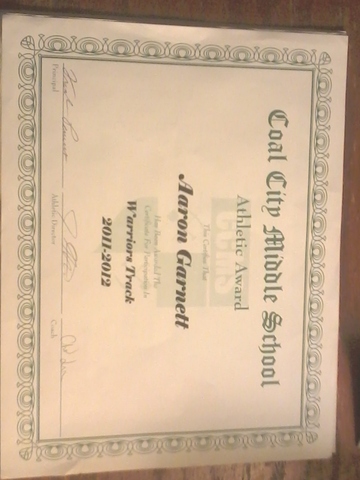 Coal City Middle School
Athletic Award
This Certifies That
Aaron Garnett
Has Been Awarded The
Certificate For Participating In
Warriors Track
2011-2012
Principal
Athletic Director
Coach